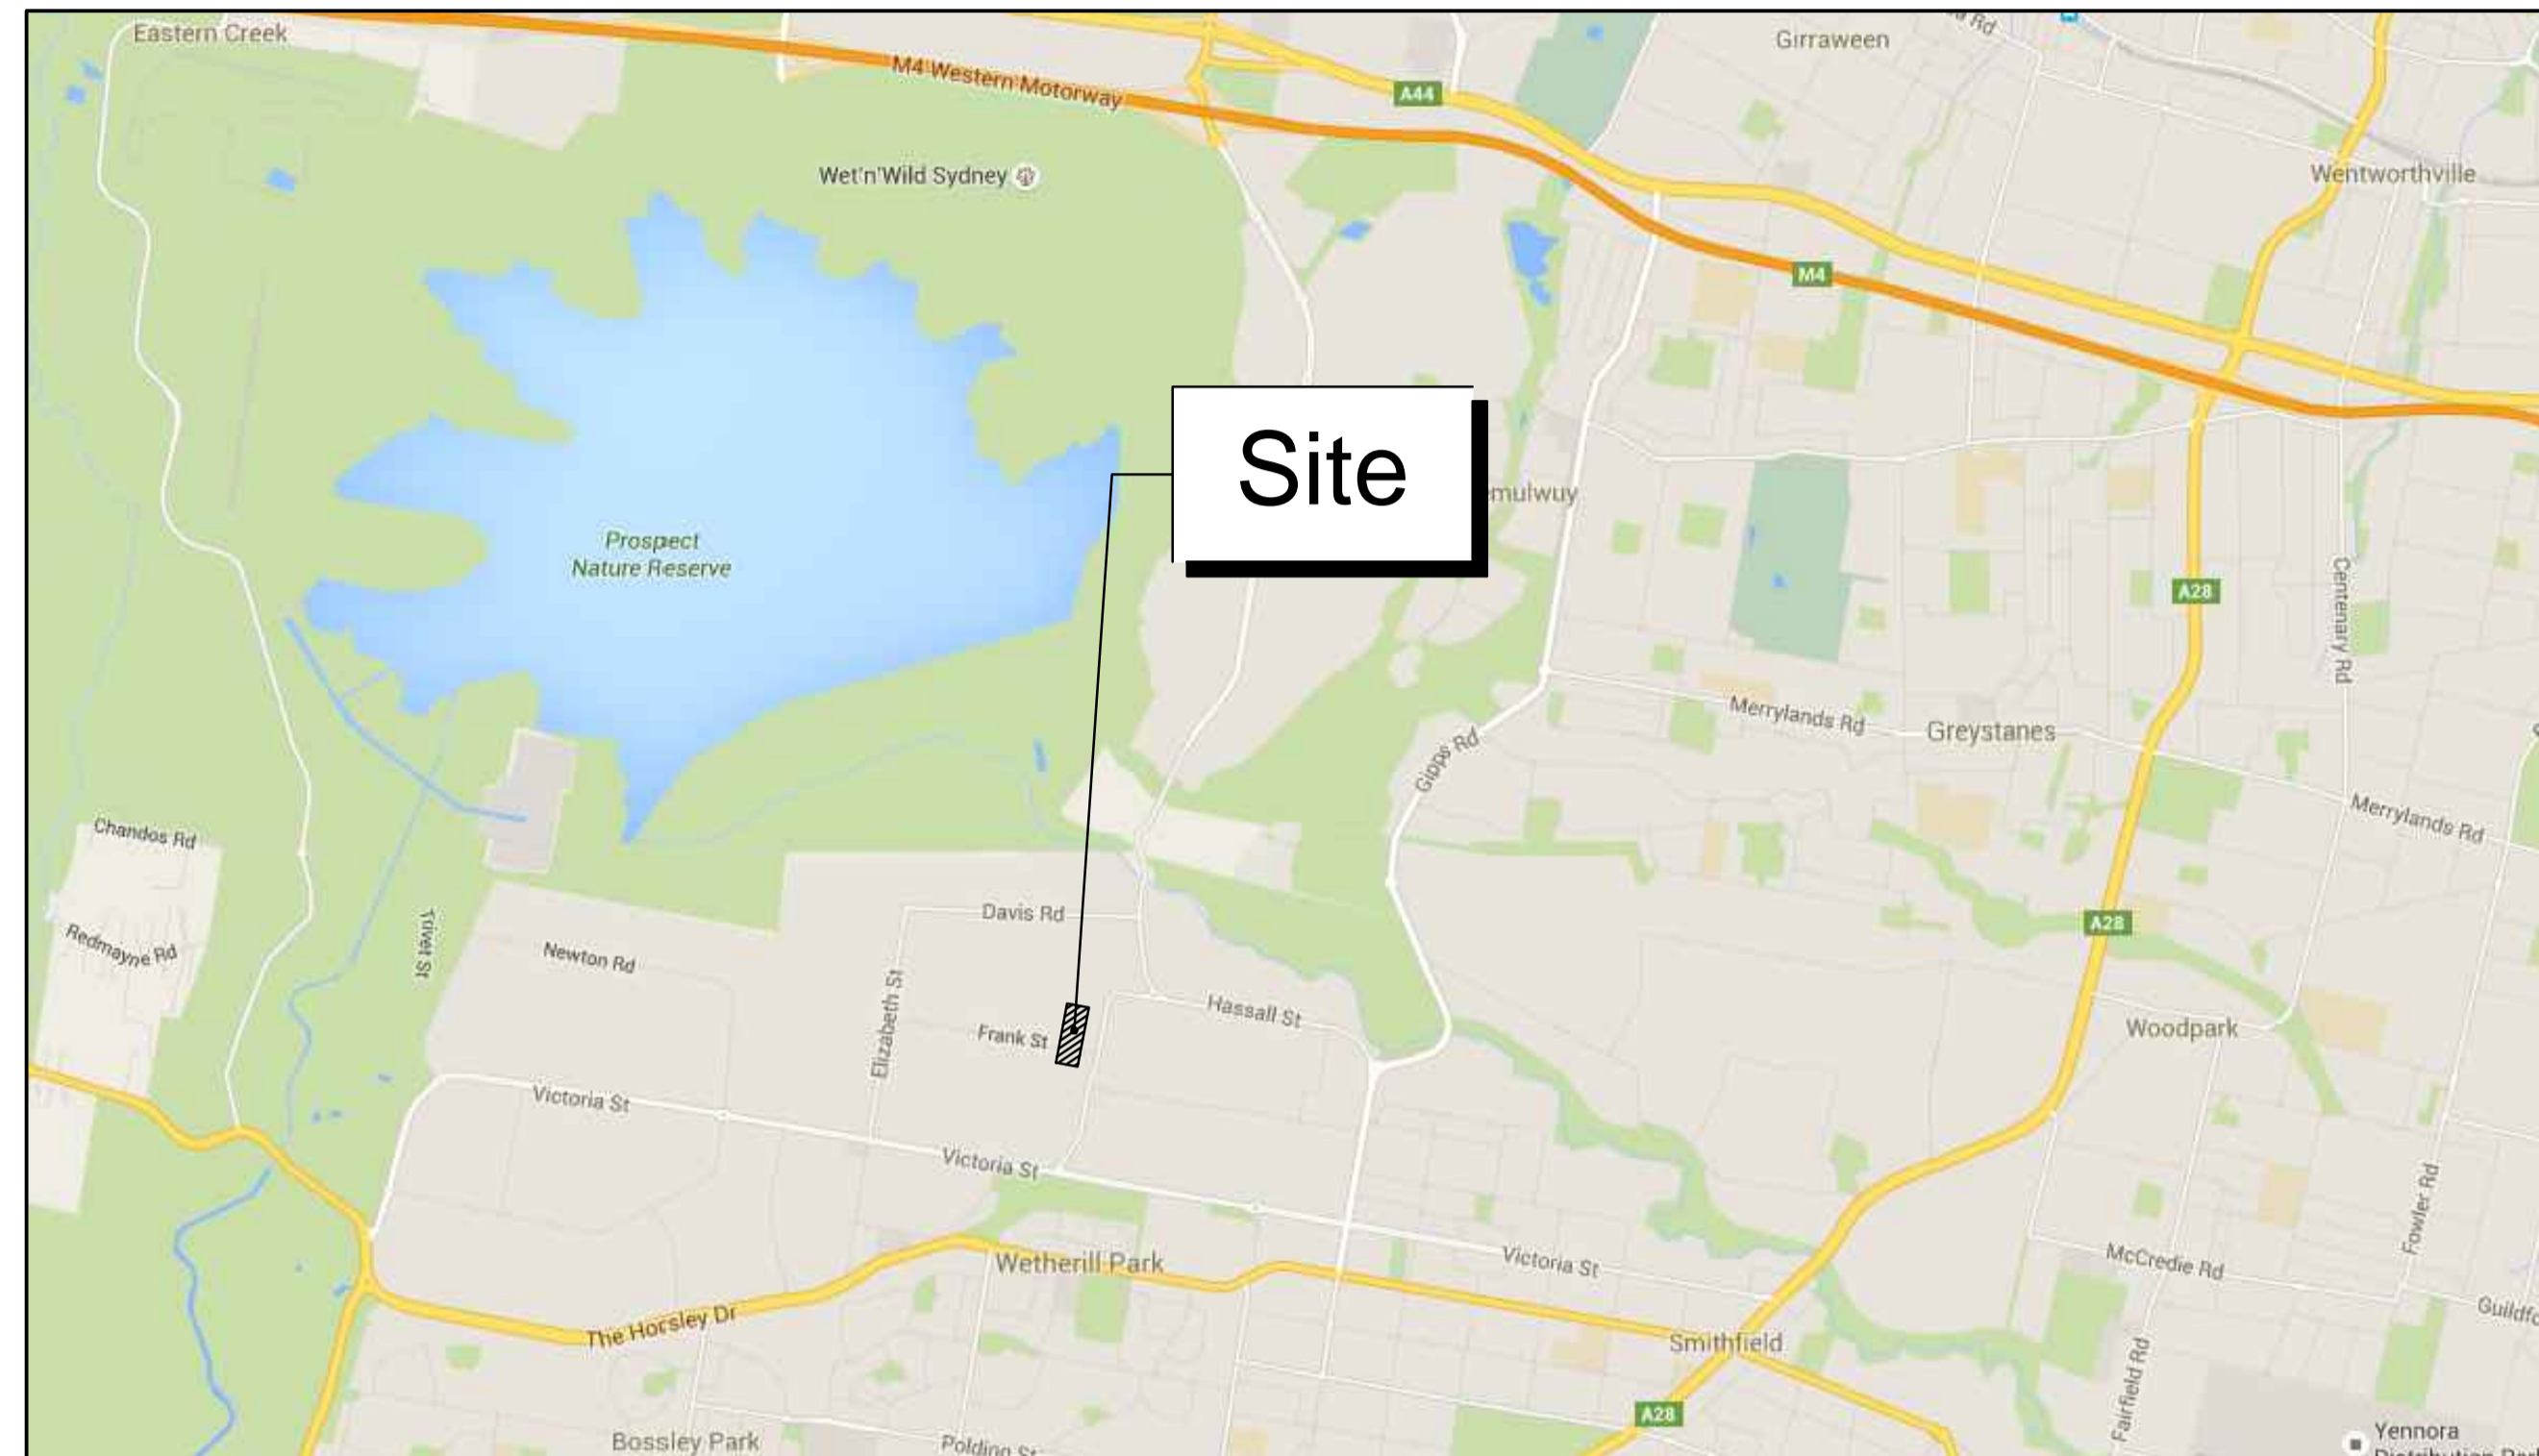 Eastern Creek
Girraween
M4 Western Motorway
A44
Wet'n'Wild Sydney
Wentworthville
M4
Site
Prospect
Nature Reserve
A28
Centenary Rd
Merrylands Rd
Greystanes
Gipps Rd
Merrylands Rd
Chandos Rd
Redmayne Rd
Trivet St
Newton Rd
Davis Rd
Elizabeth St
Frank St
Hassall St
A28
Woodpark
Victoria St
Victoria St
Victoria St
Wetherill Park
The Horsley Dr
Fowler Rd
McCredie Rd
Smithfield
Fairfield Rd
A28
Bossley Park
Polding St
Yennora